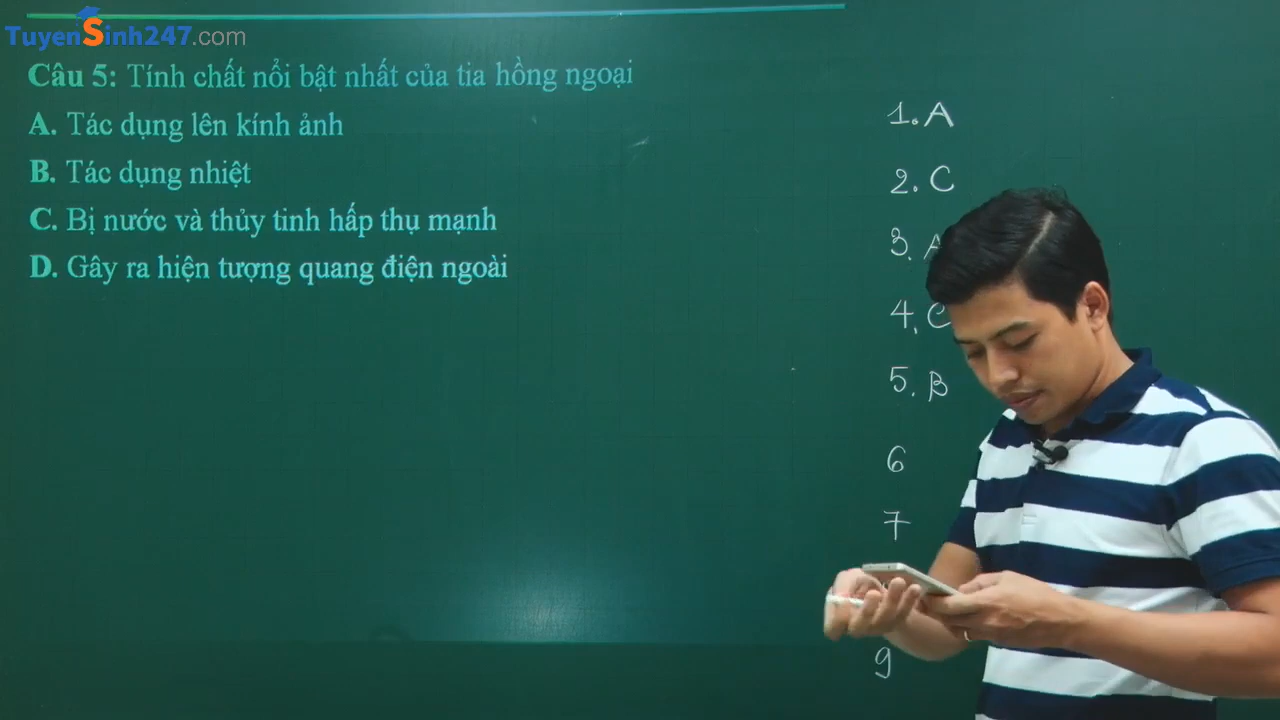 TuyenSinh247.com
Câu 5: Tính chất nổi bật nhất của tia hồng ngoại
A. Tác dụng lên kính ảnh
B. Tác dụng nhiệt
C. Bị nước và thủy tinh hấp thụ mạnh
D. Gây ra hiện tượng quang điện ngoài
1. A
2. C
3. A
4. C
5. B
6
7
9